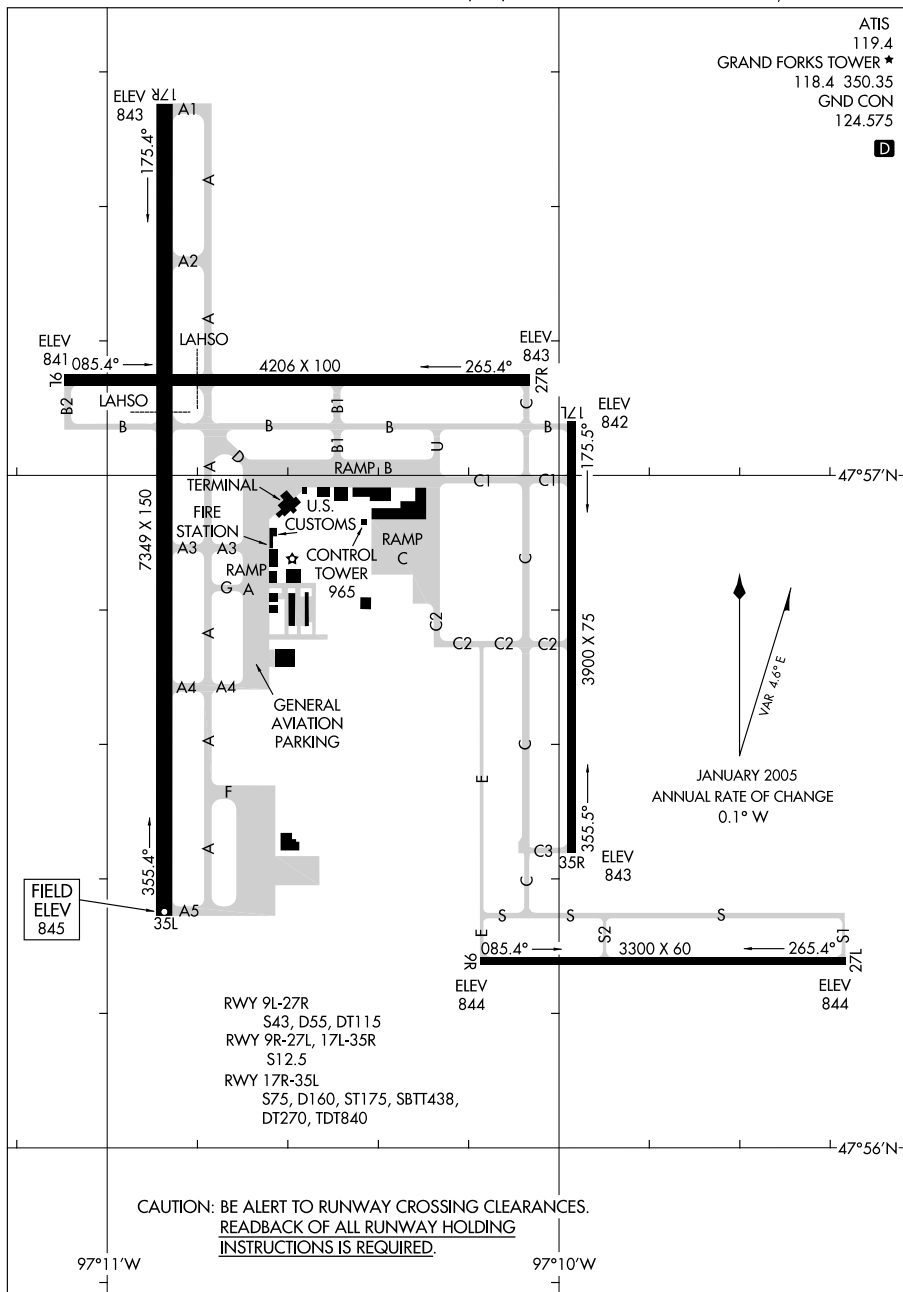 ATIS
119.4
GRAND FORKS TOWER ★
118.4 350.35
GND CON
124.575
D
ELEV
843
17R
A1
175.4°
A
A2
A
LAHSO
ELEV
841
085.4°
4206 X 100
265.4°
ELEV
843
9L
27R
B2
LAHSO
B
B
B1
B
C
B
17L
ELEV
842
D
B1
U
175.5°
A
RAMP B
C1
C1
47°57'N
TERMINAL
U.S.
CUSTOMS
FIRE
STATION
7349 X 150
A3
A3
RAMP
A
G
CONTROL
TOWER
965
RAMP
C
C
A
C2
C2
C2
C2
3900 X 75
VAR 4.6° E
A4
A4
GENERAL
AVIATION
PARKING
A
C
E
JANUARY 2005
ANNUAL RATE OF CHANGE
0.1° W
F
A
355.4°
355.5°
C3
35R
ELEV
843
C
FIELD
ELEV
845
A5
35L
S
S
S
E
S2
S1
085.4°
3300 X 60
265.4°
9R
27L
ELEV
844
ELEV
844
RWY 9L-27R
S43, D55, DT115
RWY 9R-27L, 17L-35R
S12.5
RWY 17R-35L
S75, D160, ST175, SBTT438,
DT270, TDT840
47°56'N
CAUTION: BE ALERT TO RUNWAY CROSSING CLEARANCES.
READBACK OF ALL RUNWAY HOLDING
INSTRUCTIONS IS REQUIRED.
97°11'W
97°10'W